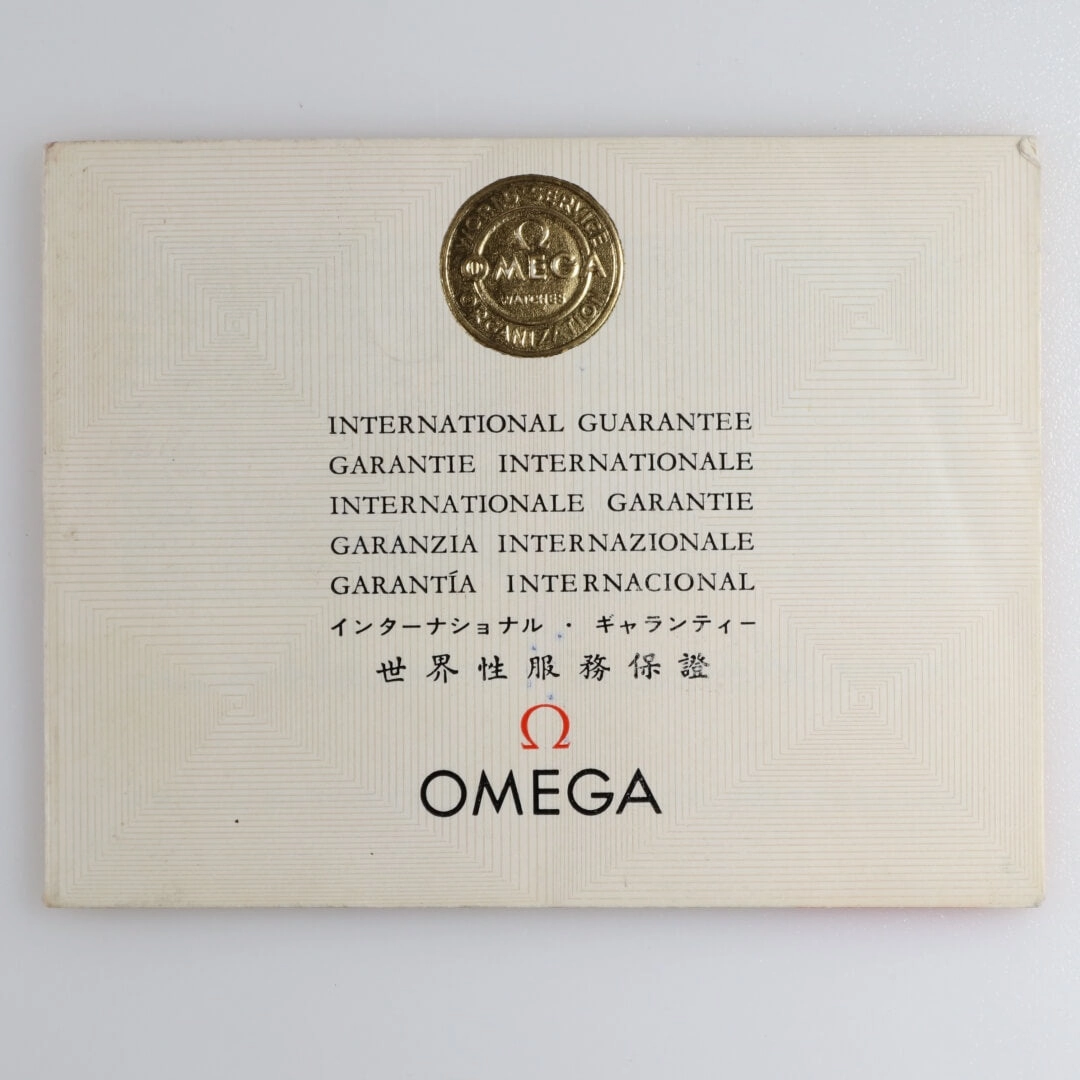 WORLD SERVICE
Ω
OMEGA
WATCHES
ORGANIZATION
INTERNATIONAL GUARANTEE
GARANTIE INTERNATIONALE
INTERNATIONALE GARANTIE
GARANZIA INTERNAZIONALE
GARANTÍA INTERNACIONAL
インターナショナル・ギャランティー
世界性服務保證
Ω
OMEGA